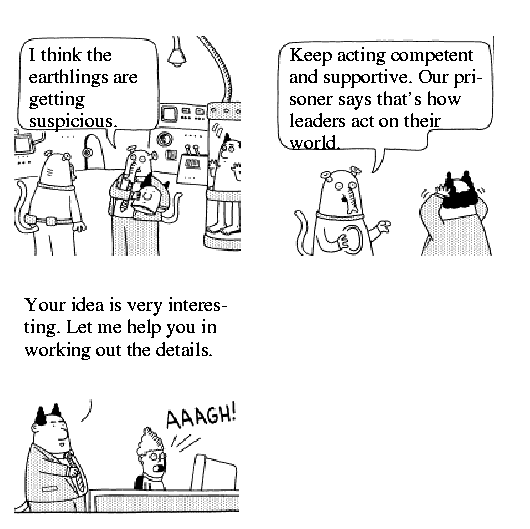 I think the
earthlings are
getting
suspicious.
Keep acting competent
and supportive. Our pri-
soner says that's how
leaders act on their
world.
Your idea is very interes-
ting. Let me help you in
working out the details.
AAAGH!